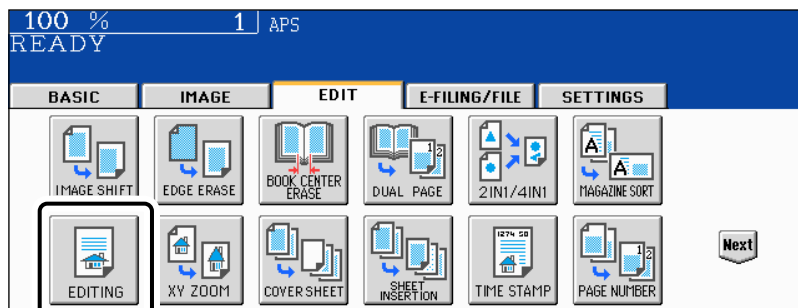 100 % 1 APS
READY
BASIC IMAGE EDIT E-FILING/FILE SETTINGS
IMAGE SHIFT EDGE ERASE BOOK CENTER ERASE DUAL PAGE 2IN1/4IN1 MAGAZINE SORT
EDITING XY ZOOM COVER SHEET SHEET INSERTION TIME STAMP PAGE NUMBER Next